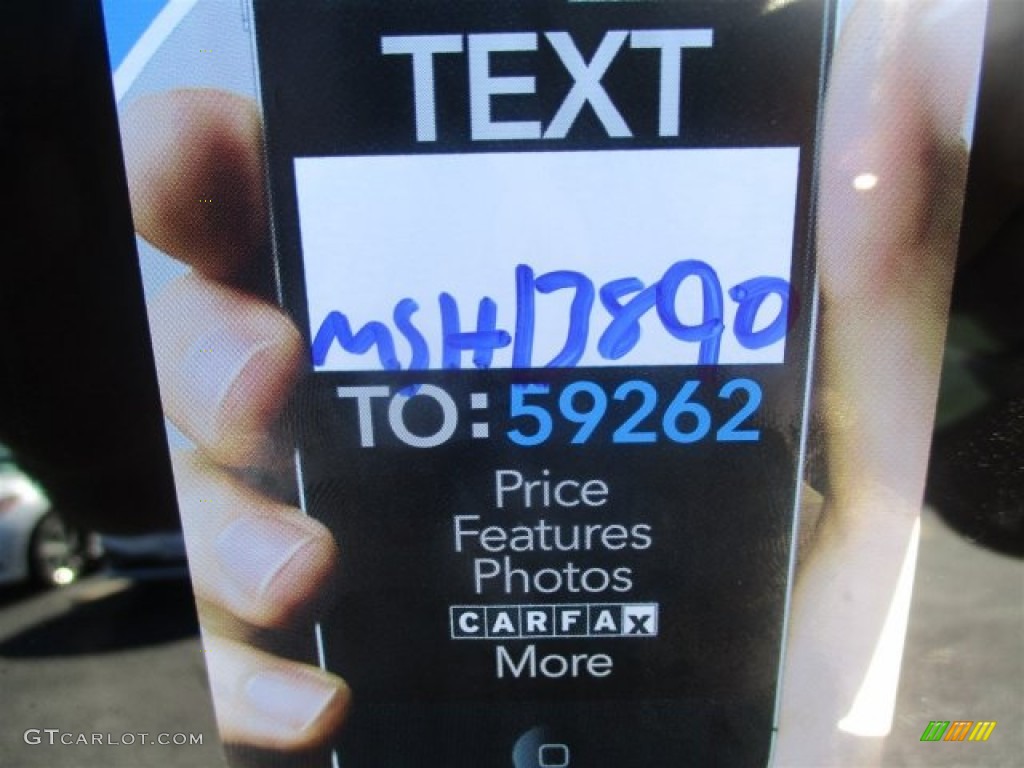 TEXT
MSH17890
TO: 59262
Price
Features
Photos
CARFAX
More
GTCARLOT.COM